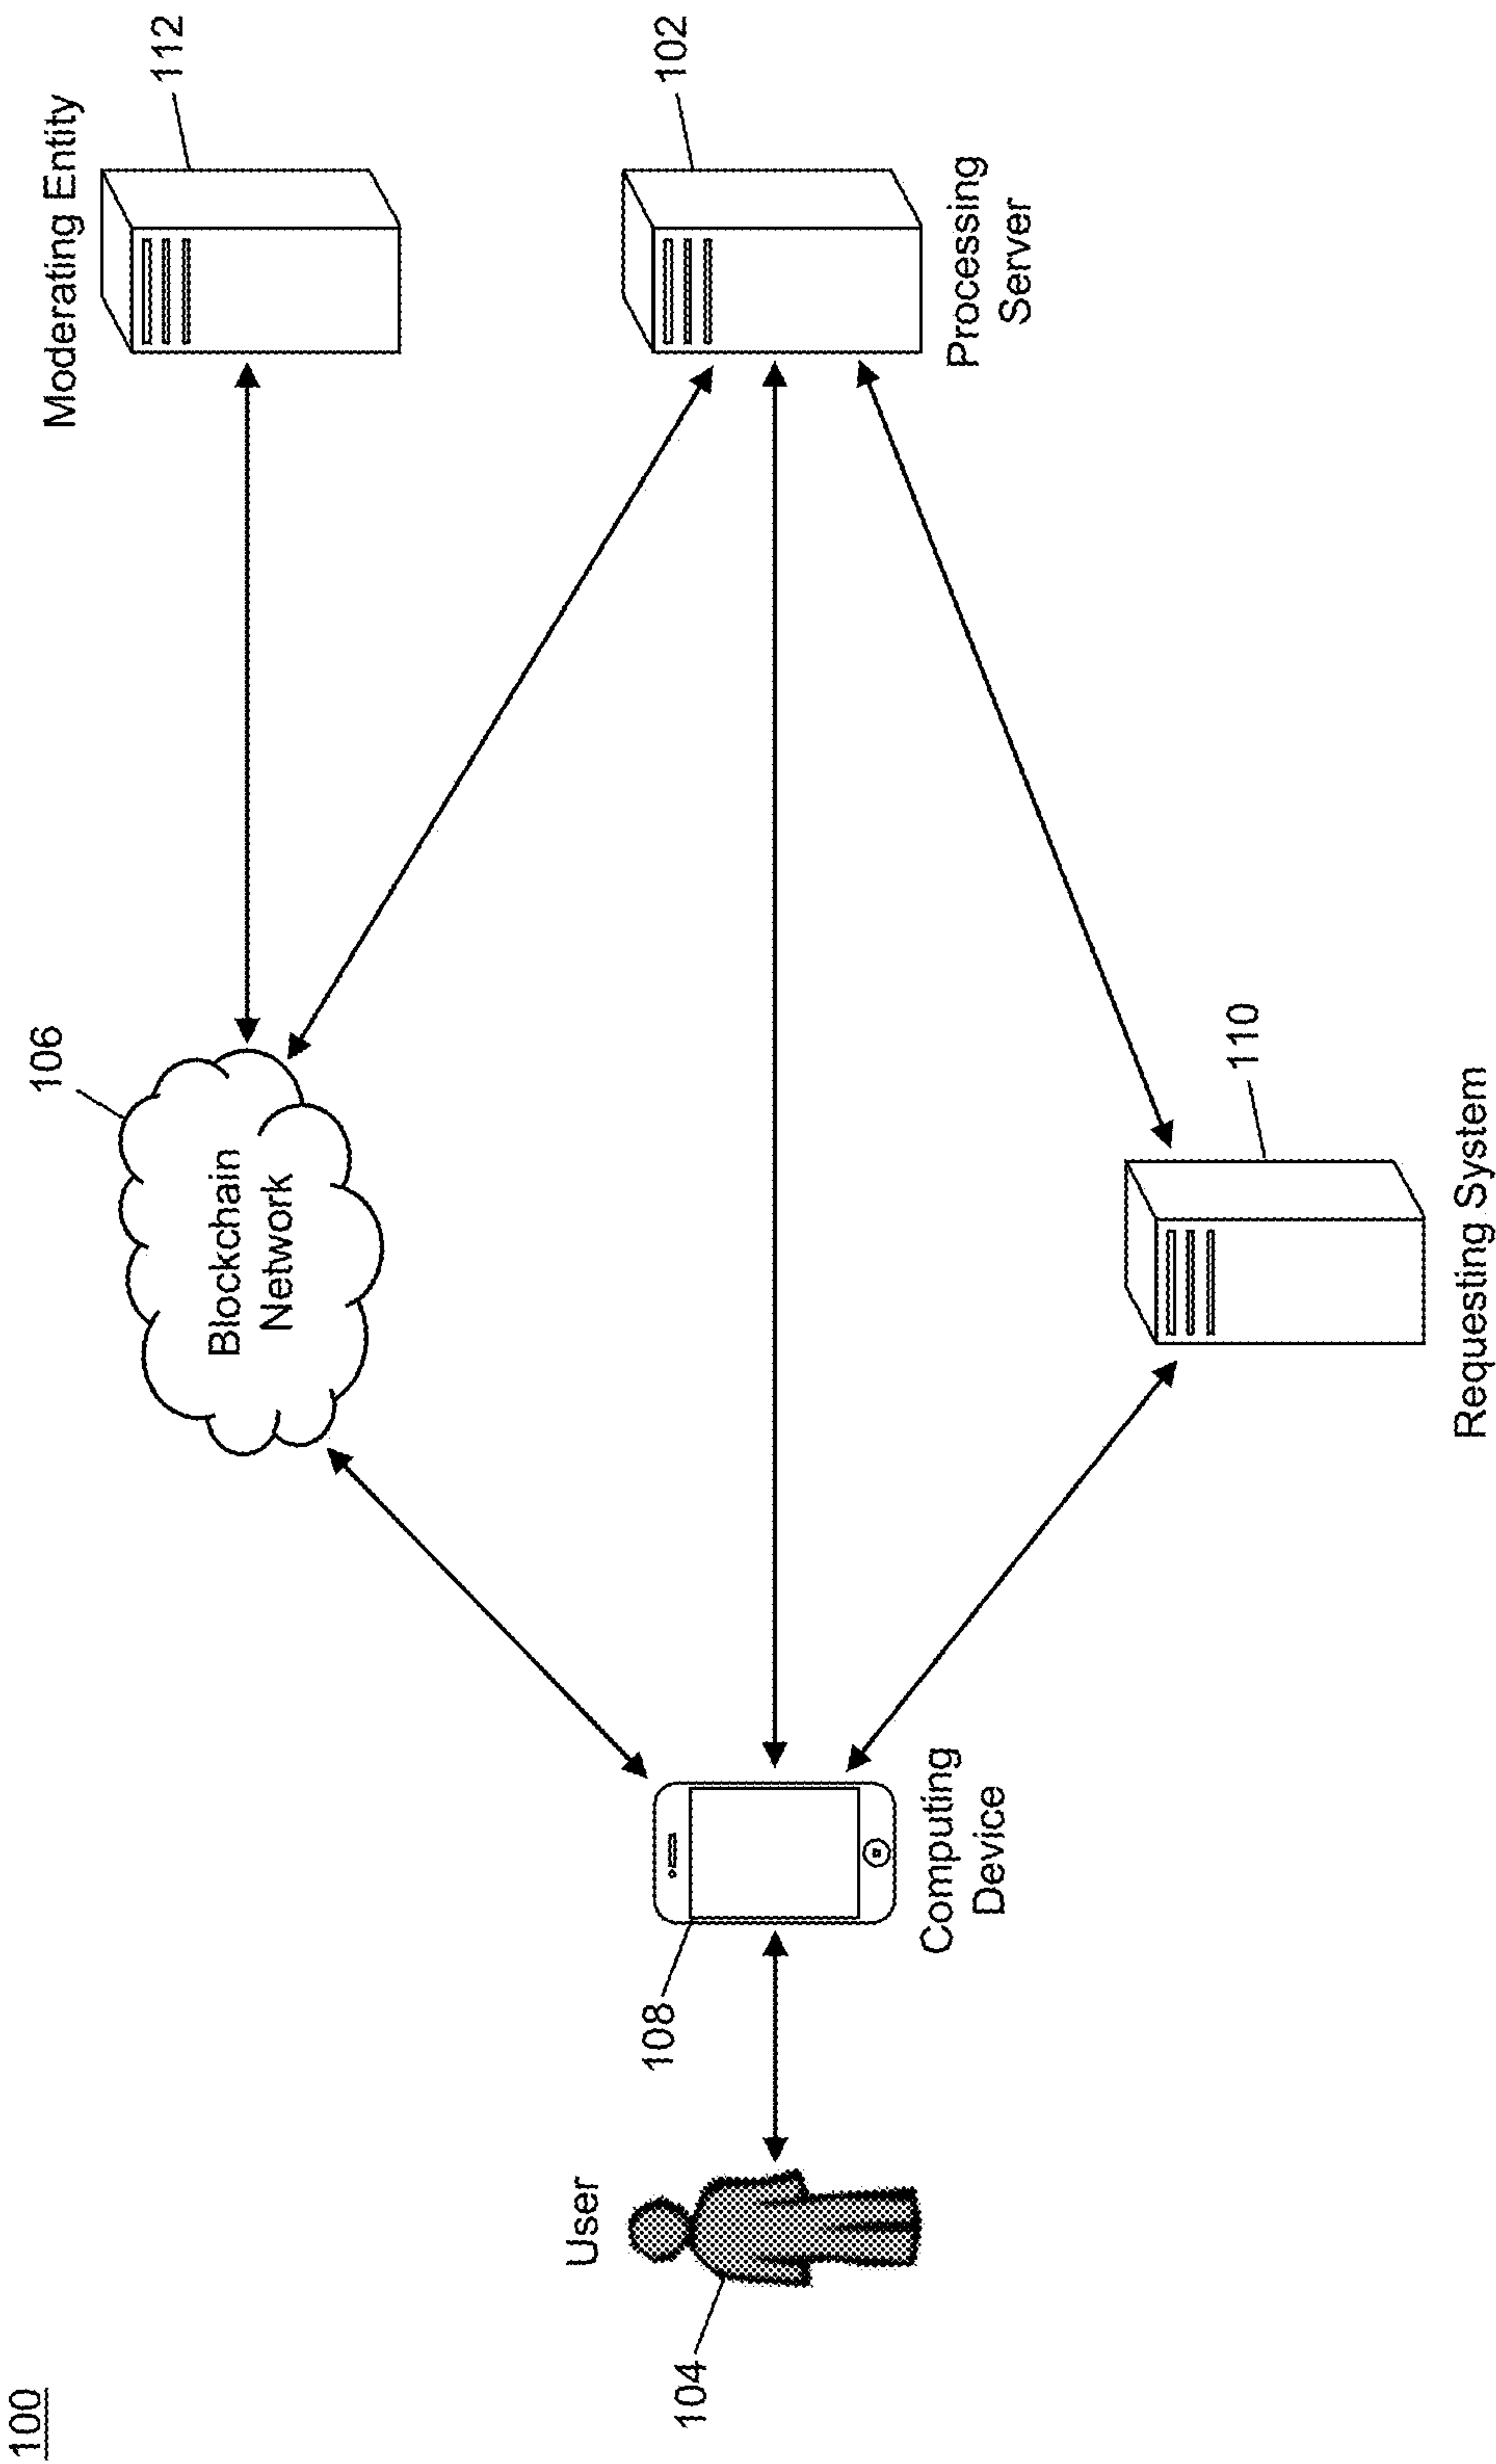 100
Moderating Entity
112
106
Blockchain
Network
102
Processing
Server
User
104
108
Computing
Device
110
Requesting System